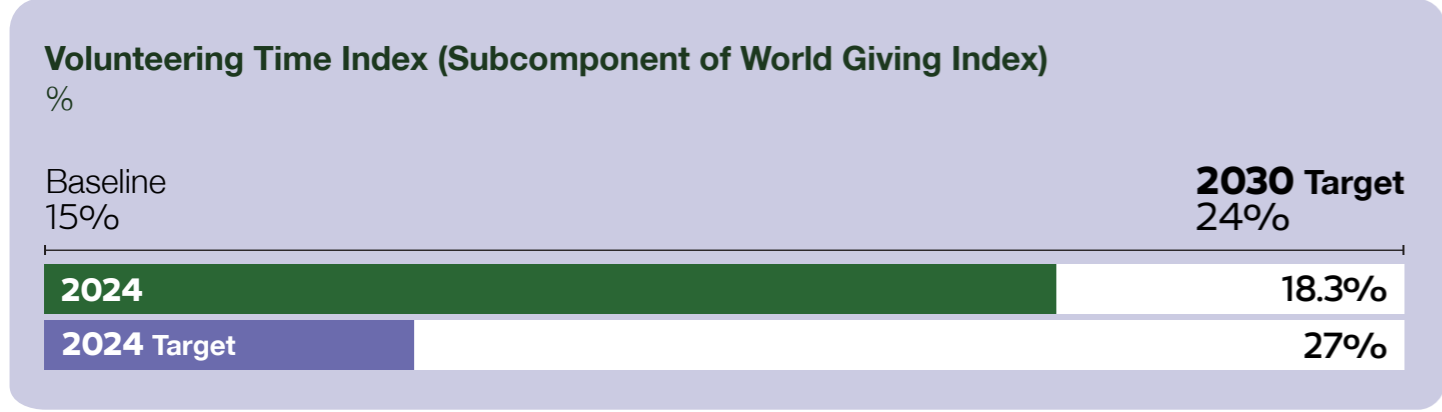 Volunteering Time Index (Subcomponent of World Giving Index)
%
Baseline
15%
2030 Target
24%
2024
18.3%
2024 Target
27%